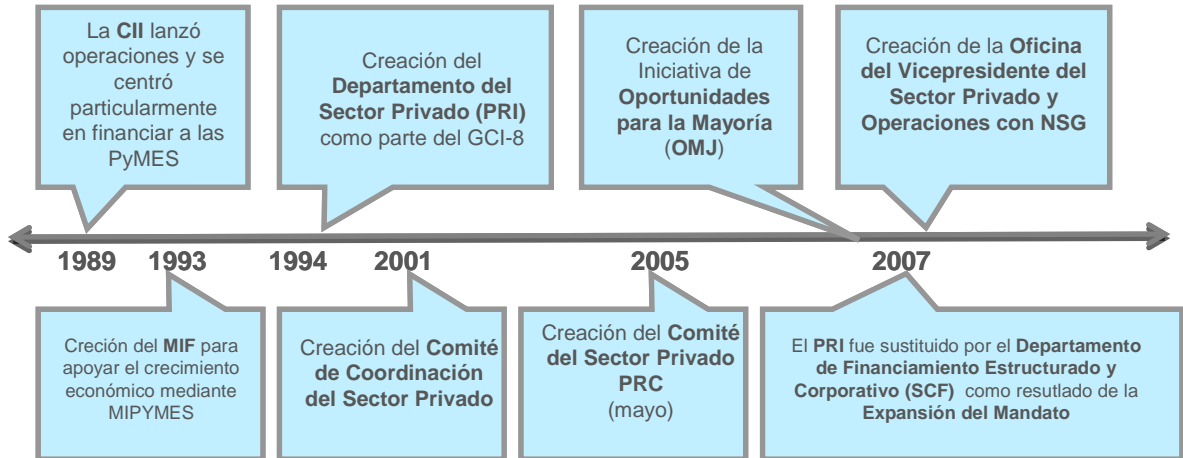 La CII lanzó
operaciones y se
centró
particularmente
en financiar a las
PyMES
Creación del
Departamento del
Sector Privado (PRI)
como parte del GCI-8
Creación de la
Iniciativa de
Oportunidades
para la Mayoría
(OMJ)
Creación de la Oficina
del Vicepresidente del
Sector Privado y
Operaciones con NSG
1989 1993 1994 2001 2005 2007
Creción del MIF para
apoyar el crecimiento
económico mediante
MIPYMES
Creación del Comité
de Coordinación
del Sector Privado
Creación del Comité
del Sector Privado
PRC
(mayo)
El PRI fue sustituido por el Departamento
de Financiamiento Estructurado y
Corporativo (SCF) como resutlado de la
Expansión del Mandato